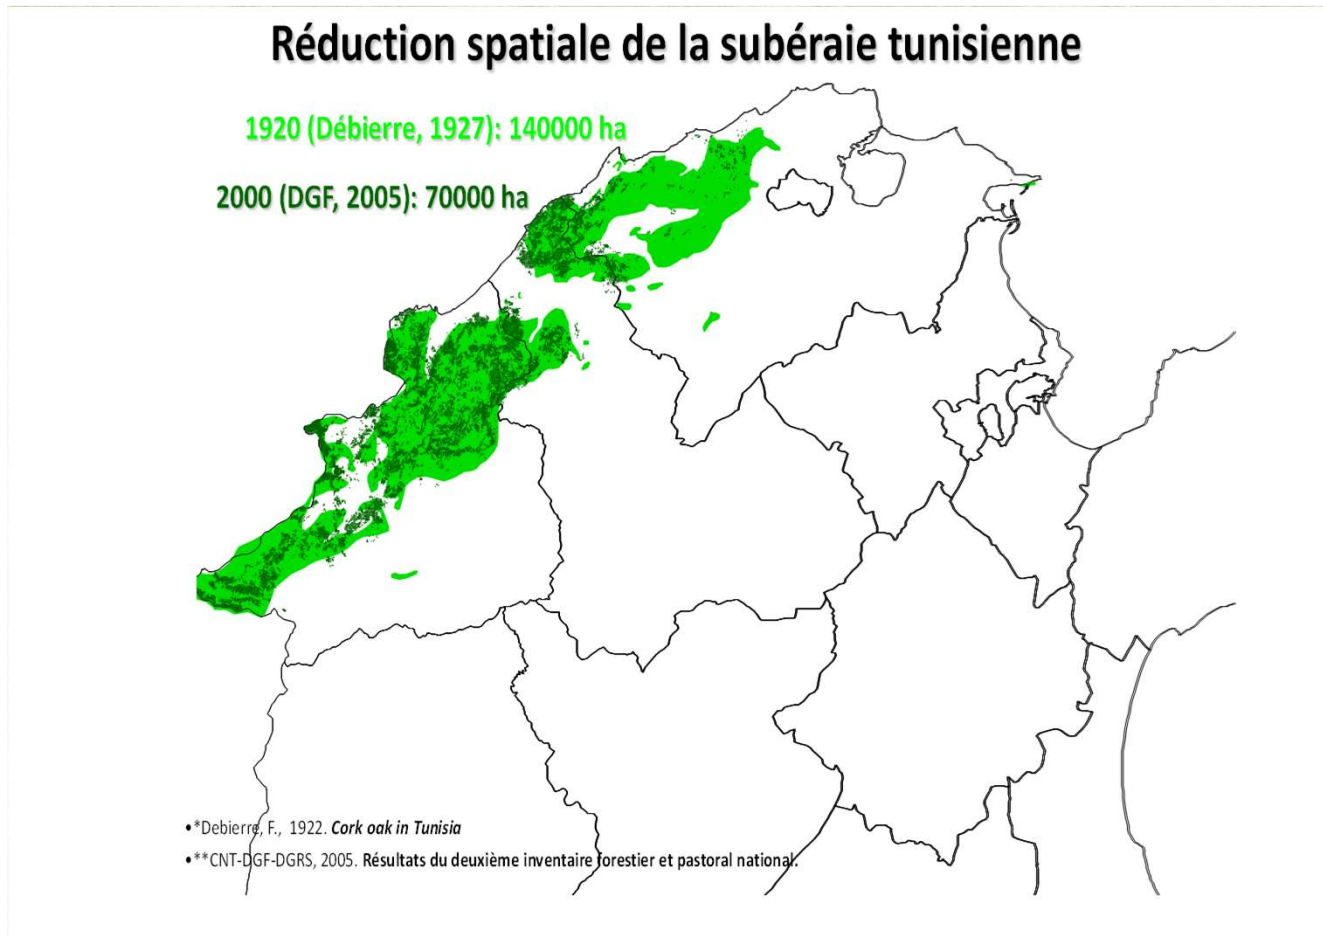 Réduction spatiale de la subéraie tunisienne
1920 (Débierre, 1927): 140000 ha
2000 (DGF, 2005): 70000 ha
•*Debierre, F., 1922. Cork oak in Tunisia
•**CNT-DGF-DGRS, 2005. Résultats du deuxième inventaire forestier et pastoral national.